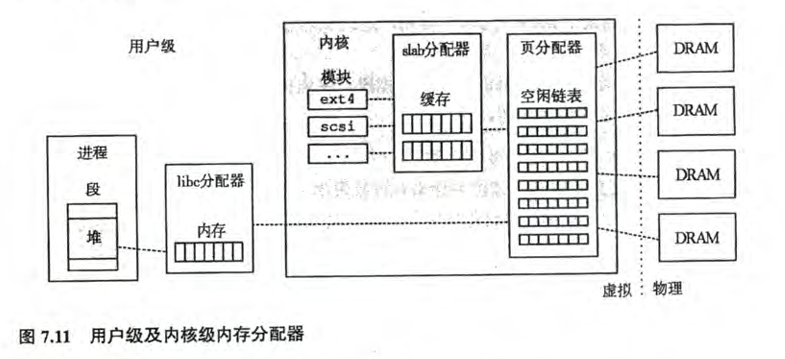 用户级
内核
模块
ext4
scsi
...
slab分配器
缓存
页分配器
空闲链表
DRAM
DRAM
DRAM
DRAM
进程
段
堆
libc分配器
内存
虚拟
物理
图 7.11 用户级及内核级内存分配器